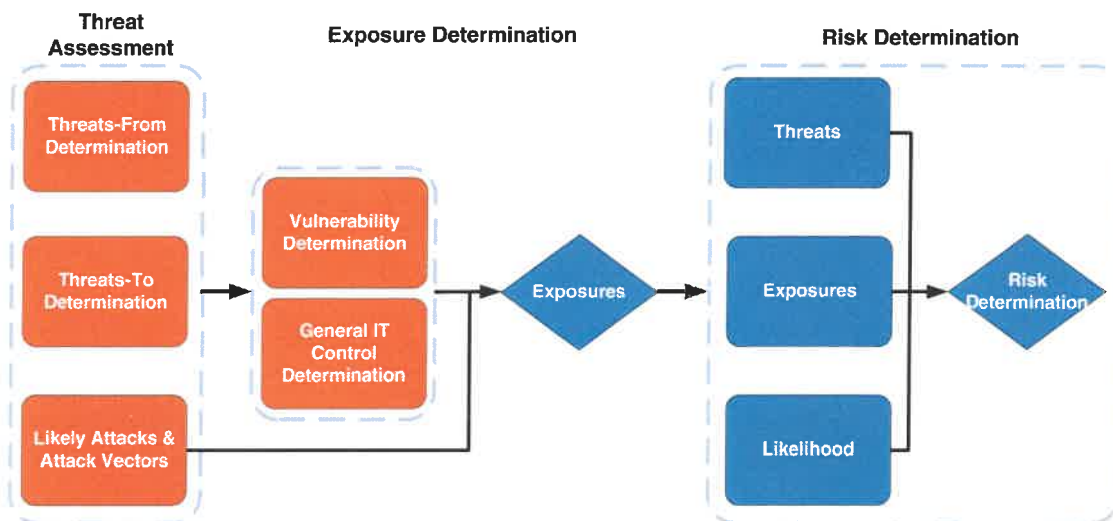 Threat
Assessment
Exposure Determination
Risk Determination
Threats-From
Determination
Threats-To
Determination
Likely Attacks &
Attack Vectors
Vulnerability
Determination
General IT
Control
Determination
Exposures
Threats
Exposures
Likelihood
Risk
Determination